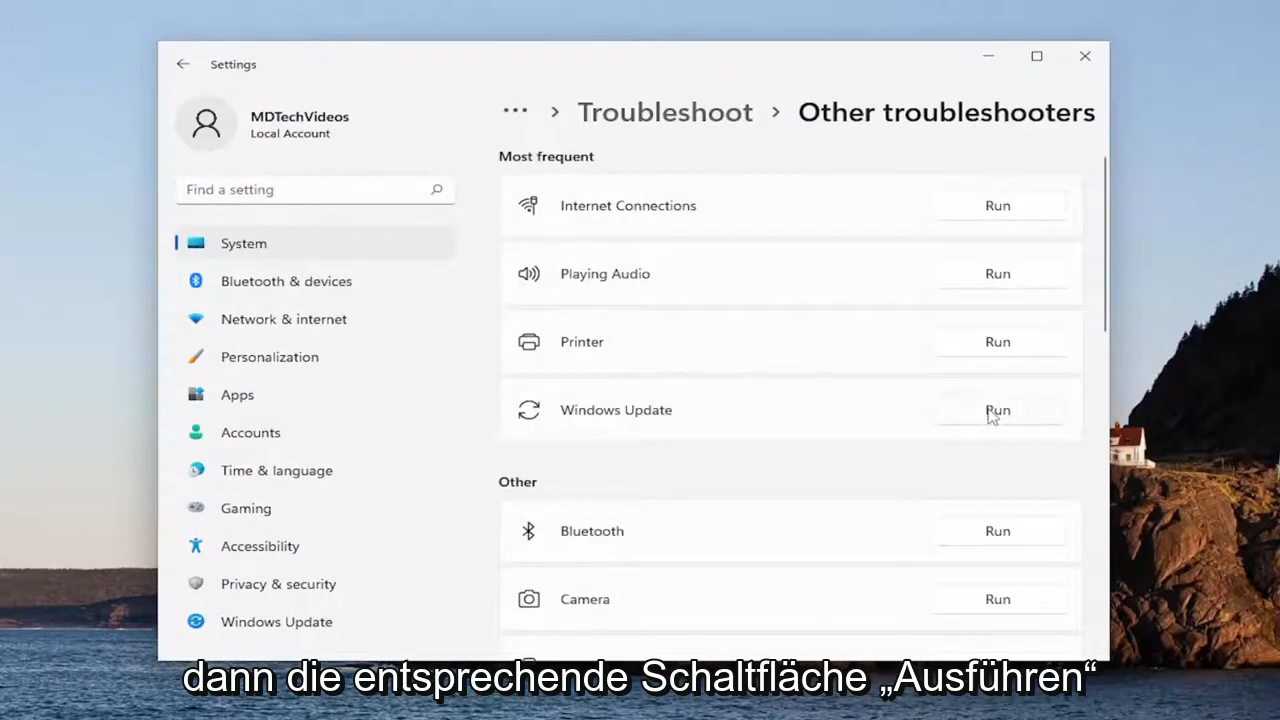 Settings
MDTechVideos
Local Account
Find a setting
System
Bluetooth & devices
Network & internet
Personalization
Apps
Accounts
Time & language
Gaming
Accessibility
Privacy & security
Windows Update
··· > Troubleshoot > Other troubleshooters
Most frequent
Internet Connections Run
Playing Audio Run
Printer Run
Windows Update Run
Other
Bluetooth Run
Camera Run
dann die entsprechende Schaltfläche „Ausführen“